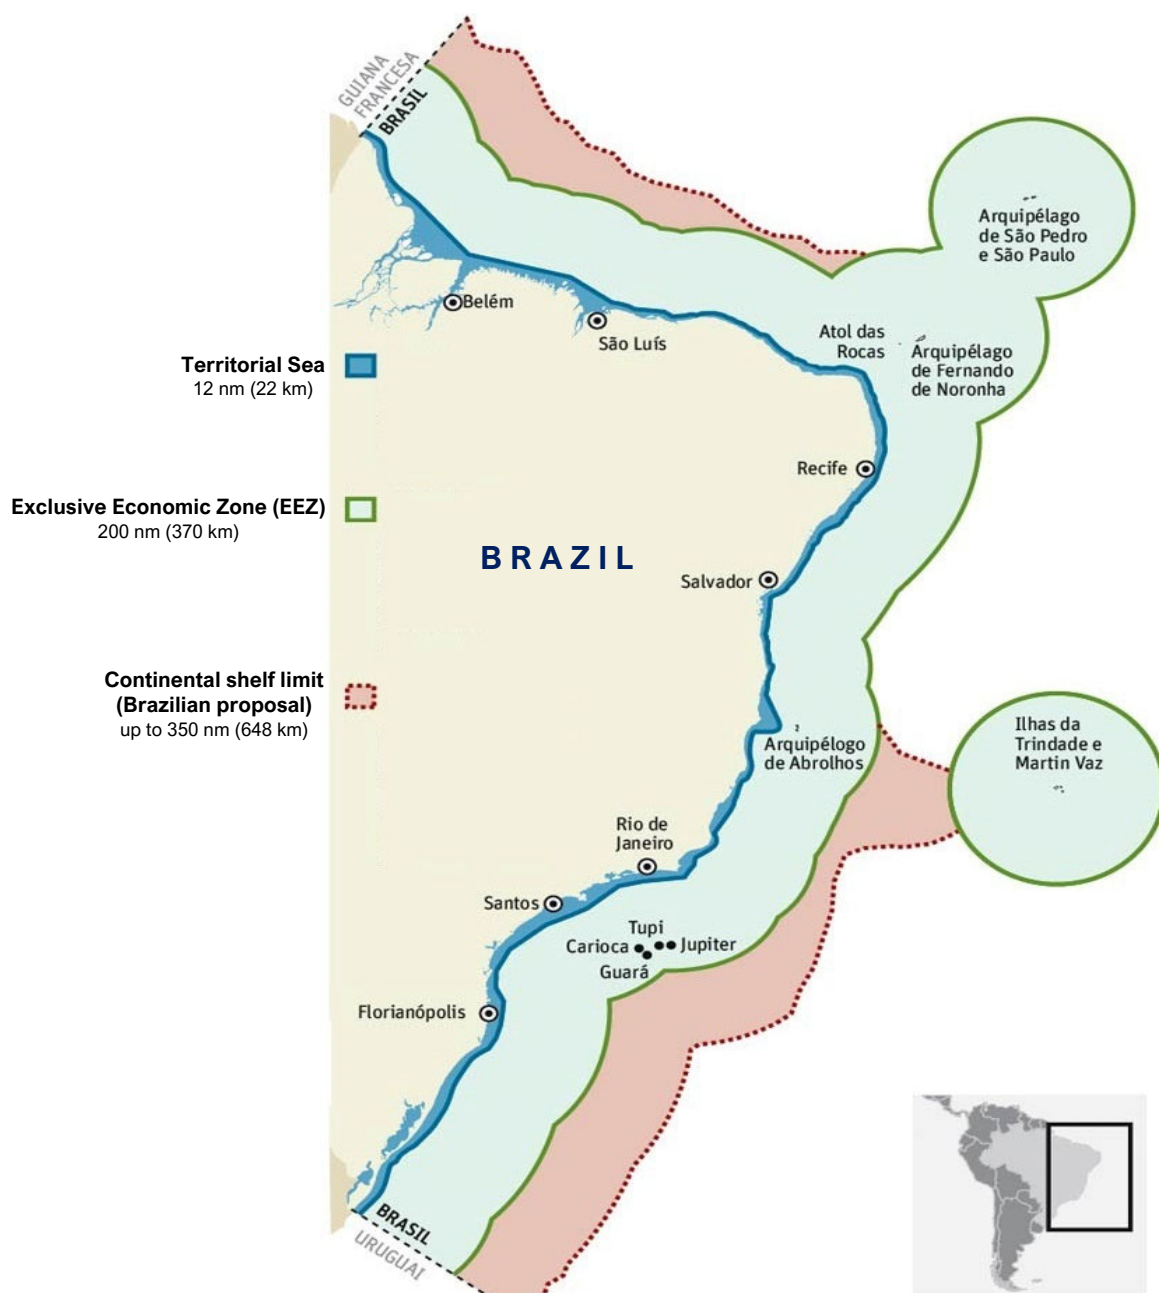 GUIANA
FRANCESA
BRASIL
Arquipélago
de São Pedro
e São Paulo
Belém
São Luís
Atol das
Rocas
Arquipélago
de Fernando
de Noronha
Territorial Sea
12 nm (22 km)
Recife
Exclusive Economic Zone (EEZ)
200 nm (370 km)
BRAZIL
Salvador
Continental shelf limit
(Brazilian proposal)
up to 350 nm (648 km)
Arquipélogo
de Abrolhos
Ilhas da
Trindade e
Martin Vaz
Rio de
Janeiro
Santos
Tupi
Carioca
Jupiter
Guará
Florianópolis
BRASIL
URUGUAI